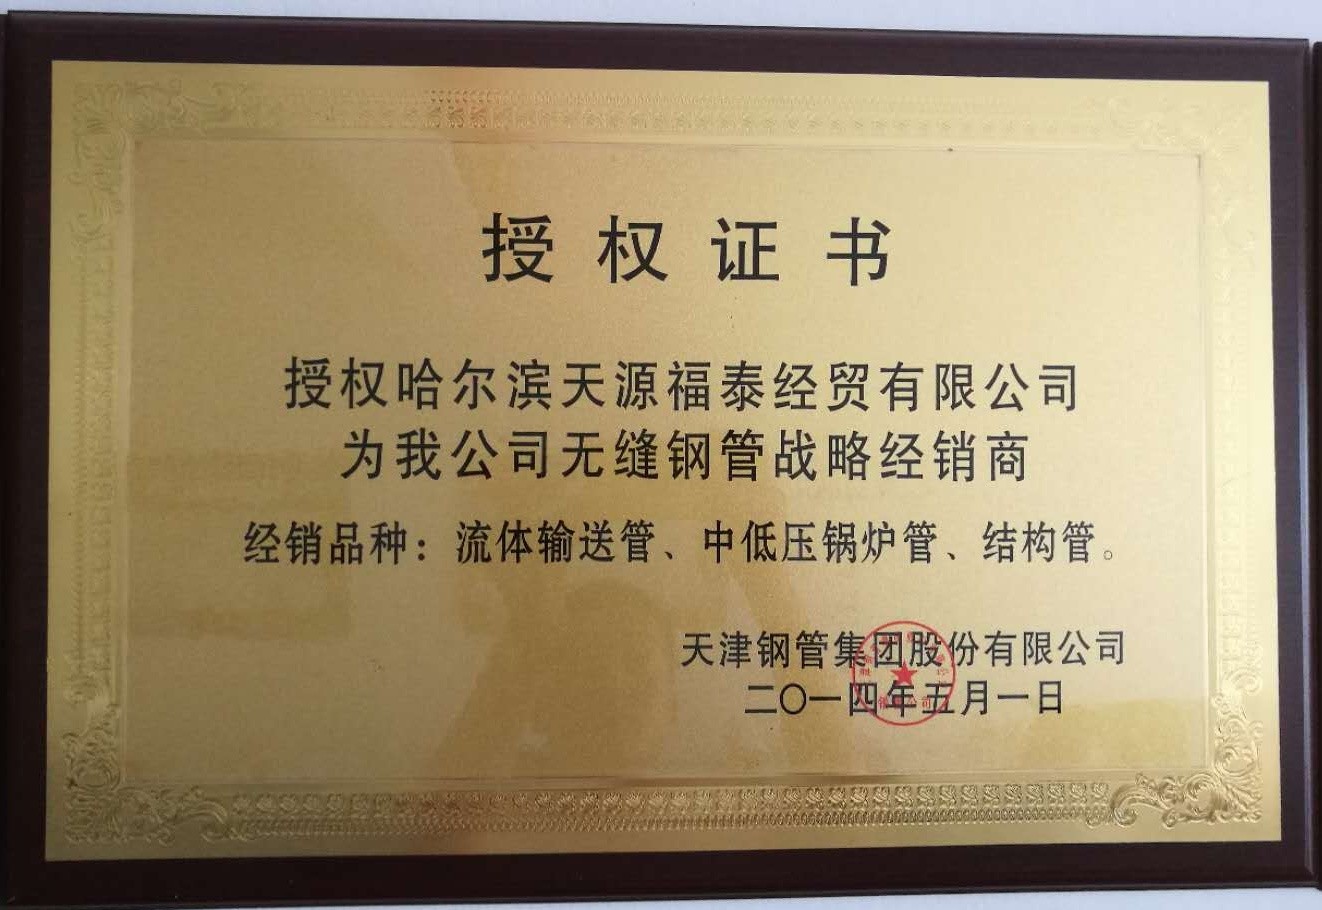 授权证书
授权哈尔滨天源福泰经贸有限公司
为我公司无缝钢管战略经销商
经销品种：流体输送管、中低压锅炉管、结构管。
天津钢管集团股份有限公司
二〇一四年五月一日